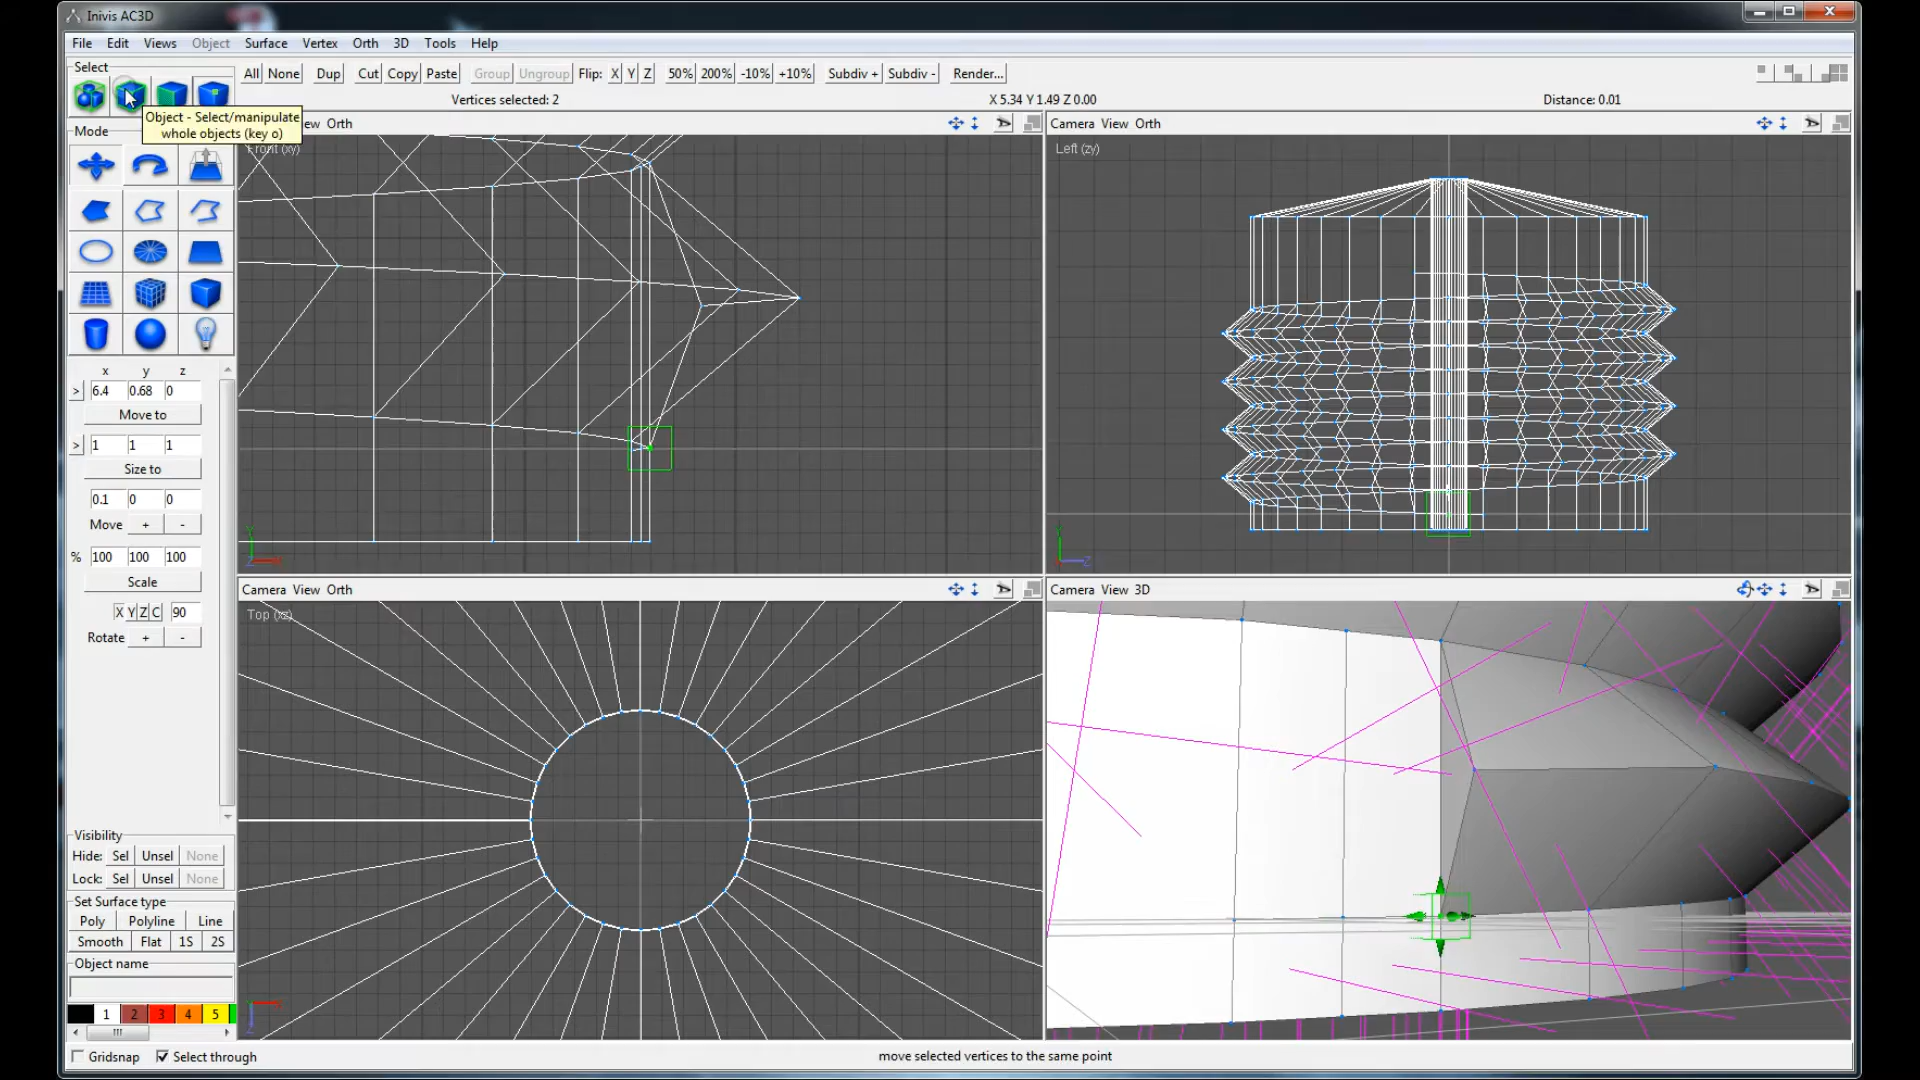 Inivis AC3D
File Edit Views Object Surface Vertex Orth 3D Tools Help
Select
All None Dup Cut Copy Paste Group Ungroup Flip: X Y Z 50% 200% -10% +10% Subdiv + Subdiv - Render...
Vertices selected: 2 X 5.34 Y 1.49 Z 0.00 Distance: 0.01
Object - Select/manipulate
whole objects (key o)
ew Orth
Camera View Orth
Mode
Front (xy)
Left (zy)
x y z
> 6.4 0.68 0
Move to
> 1 1 1
Size to
0.1 0 0
Move + -
% 100 100 100
Scale
X Y Z C 90
Rotate + -
Camera View Orth
Camera View 3D
Top (xz)
Visibility
Hide: Sel Unsel None
Lock: Sel Unsel None
Set Surface type
Poly Polyline Line
Smooth Flat 1S 2S
Object name
1 2 3 4 5
Gridsnap Select through move selected vertices to the same point